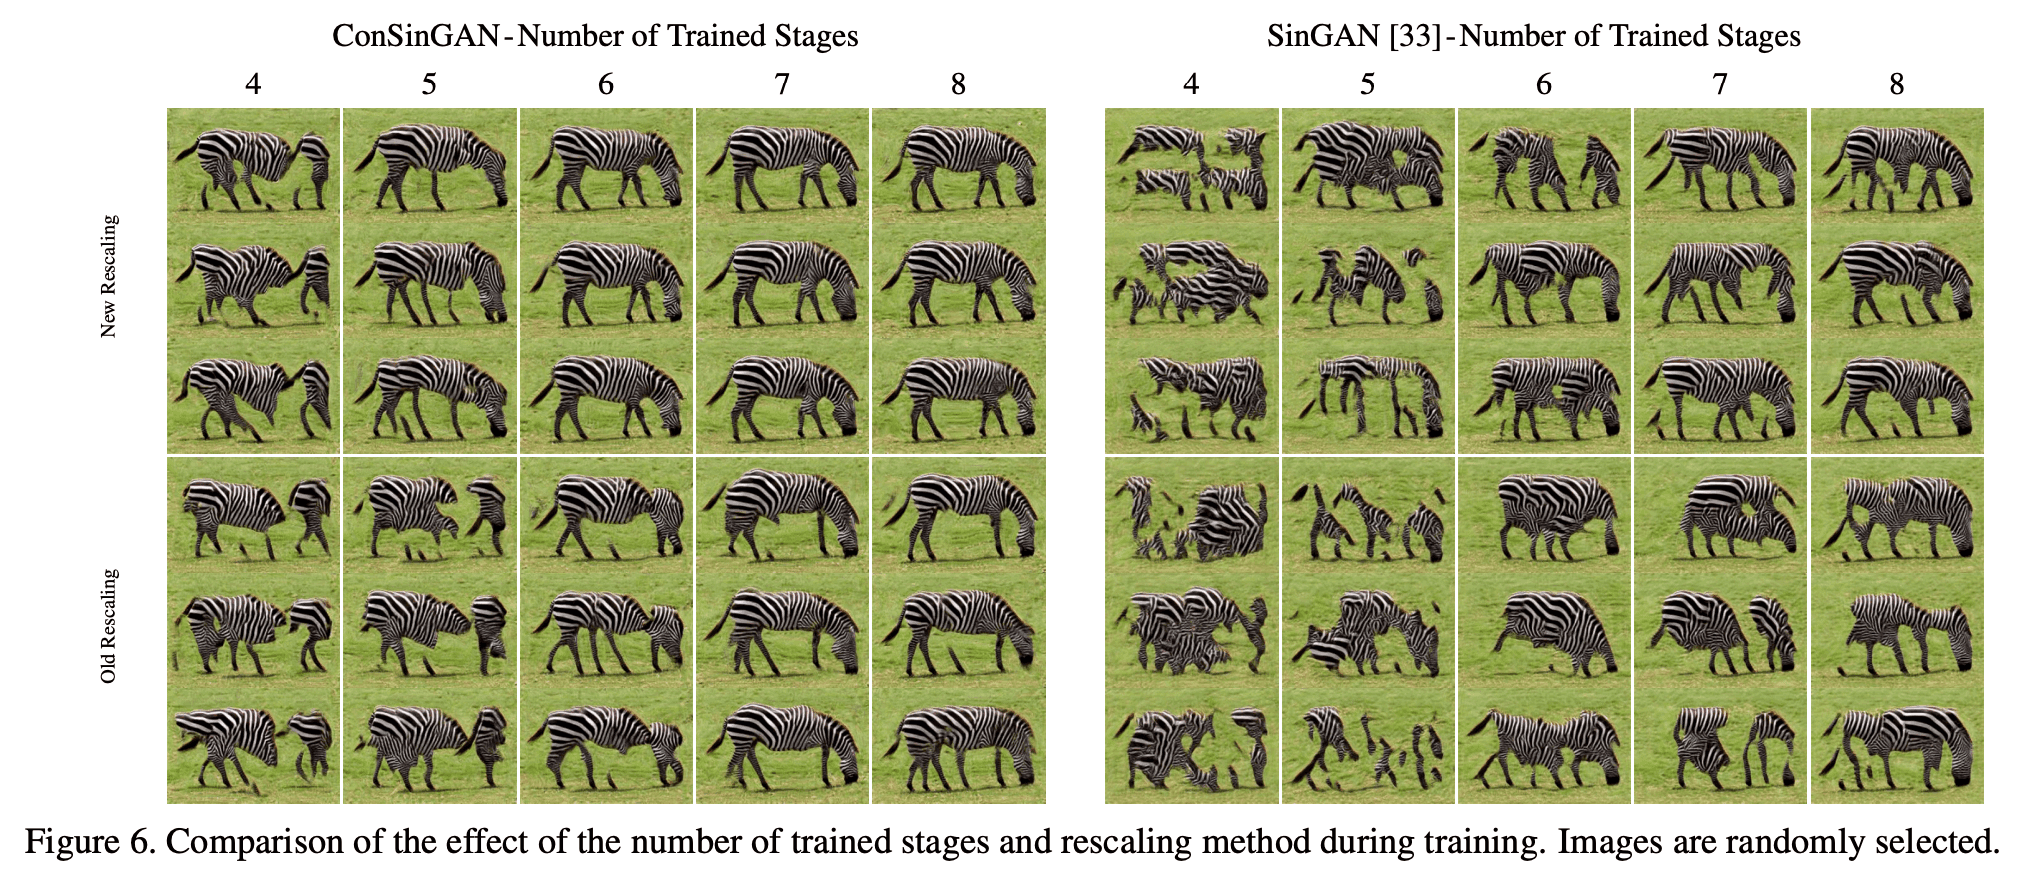 ConSinGAN-Number of Trained Stages
SinGAN [33]-Number of Trained Stages
4 5 6 7 8
4 5 6 7 8
New Rescaling
Old Rescaling
Figure 6. Comparison of the effect of the number of trained stages and rescaling method during training. Images are randomly selected.